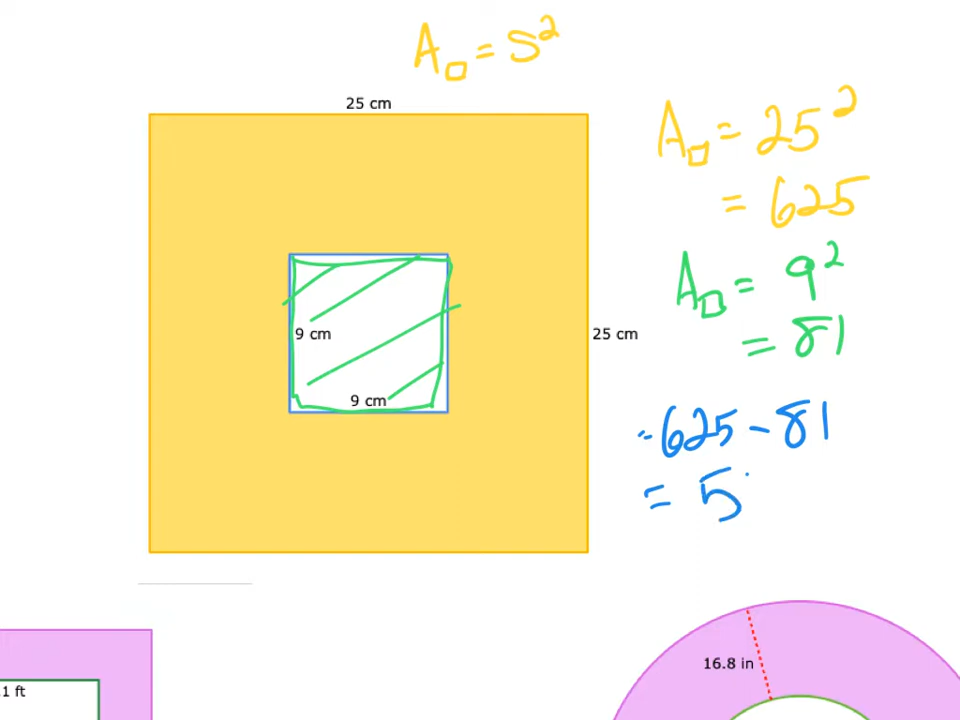 A□ = S²
25 cm
A□ = 25²
= 625
A□ = 9²
= 81
9 cm
25 cm
9 cm
= 625 - 81
= 5
16.8 in
.1 ft